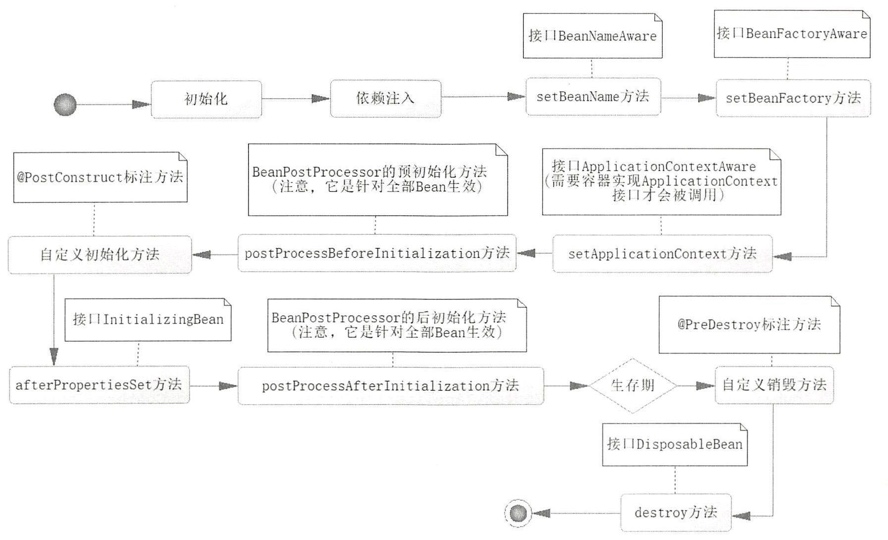 接口BeanNameAware
接口BeanFactoryAware
初始化
依赖注入
setBeanName方法
setBeanFactory方法
@PostConstruct标注方法
BeanPostProcessor的预初始化方法
(注意，它是针对全部Bean生效)
接口ApplicationContextAware
(需要容器实现ApplicationContext
接口才会被调用)
自定义初始化方法
postProcessBeforeInitialization方法
setApplicationContext方法
接口InitializingBean
BeanPostProcessor的后初始化方法
(注意，它是针对全部Bean生效)
@PreDestroy标注方法
afterPropertiesSet方法
postProcessAfterInitialization方法
生存期
自定义销毁方法
接口DisposableBean
destroy方法